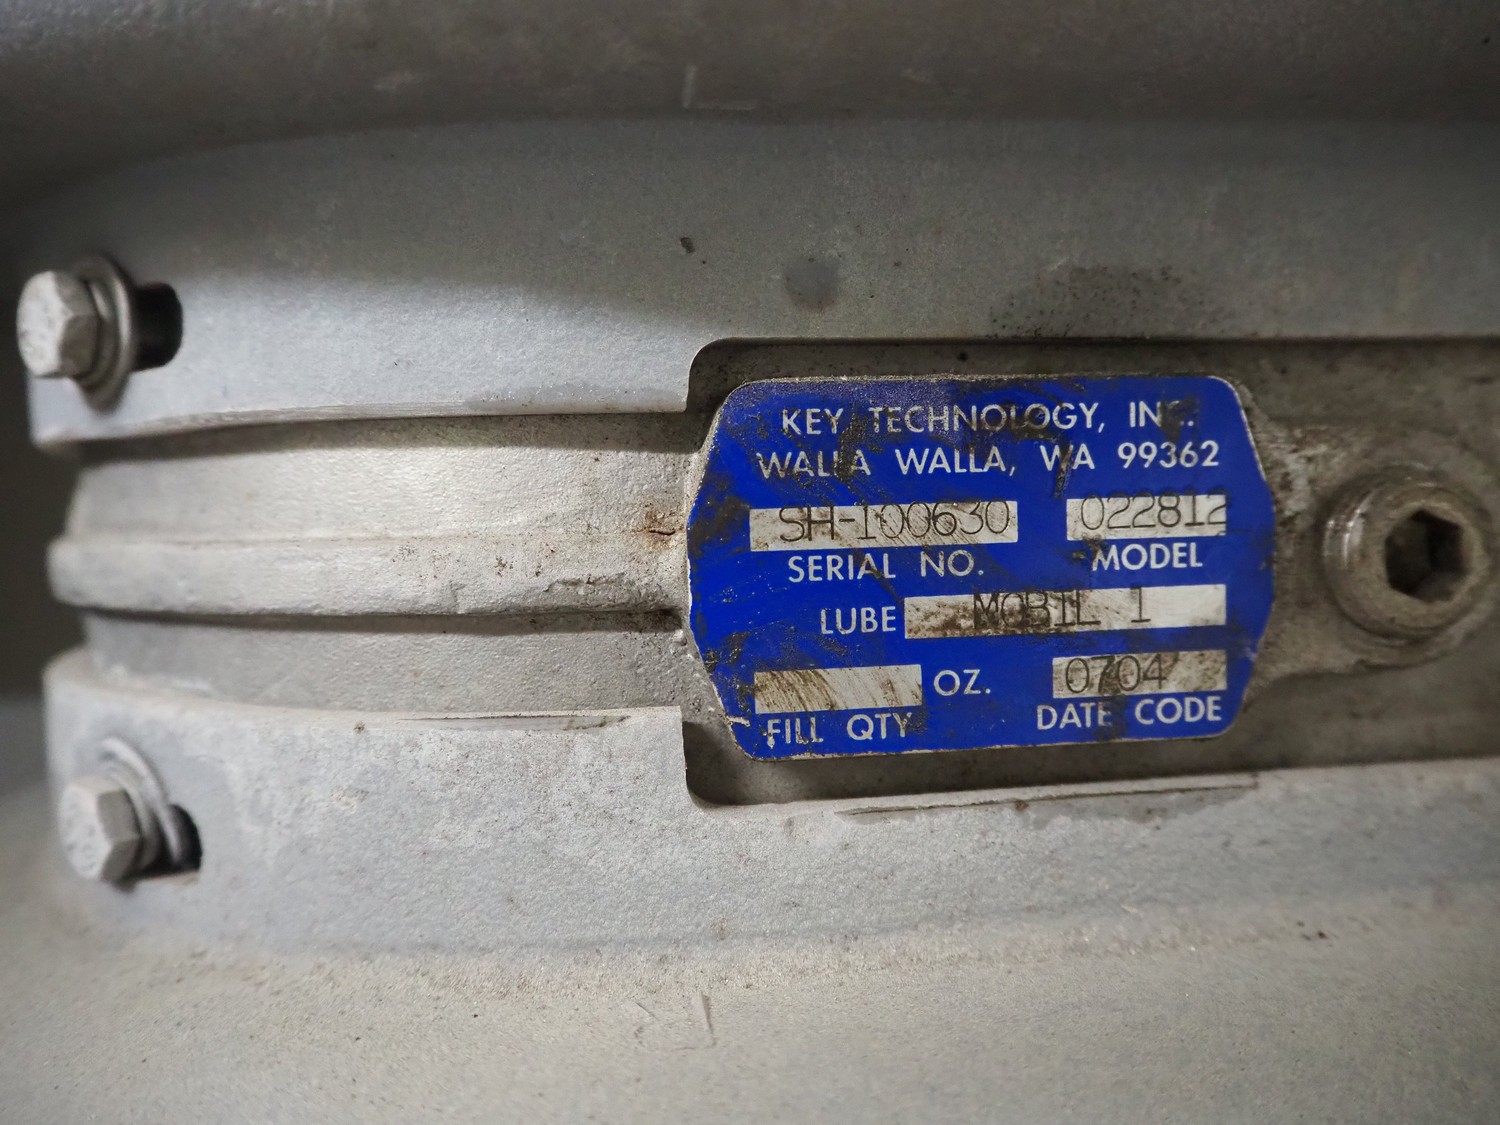 KEY TECHNOLOGY, INC.
WALLA WALLA, WA 99362
SH-100630 022812
SERIAL NO. MODEL
LUBE MOBIL 1
OZ. 0704
FILL QTY DATE CODE